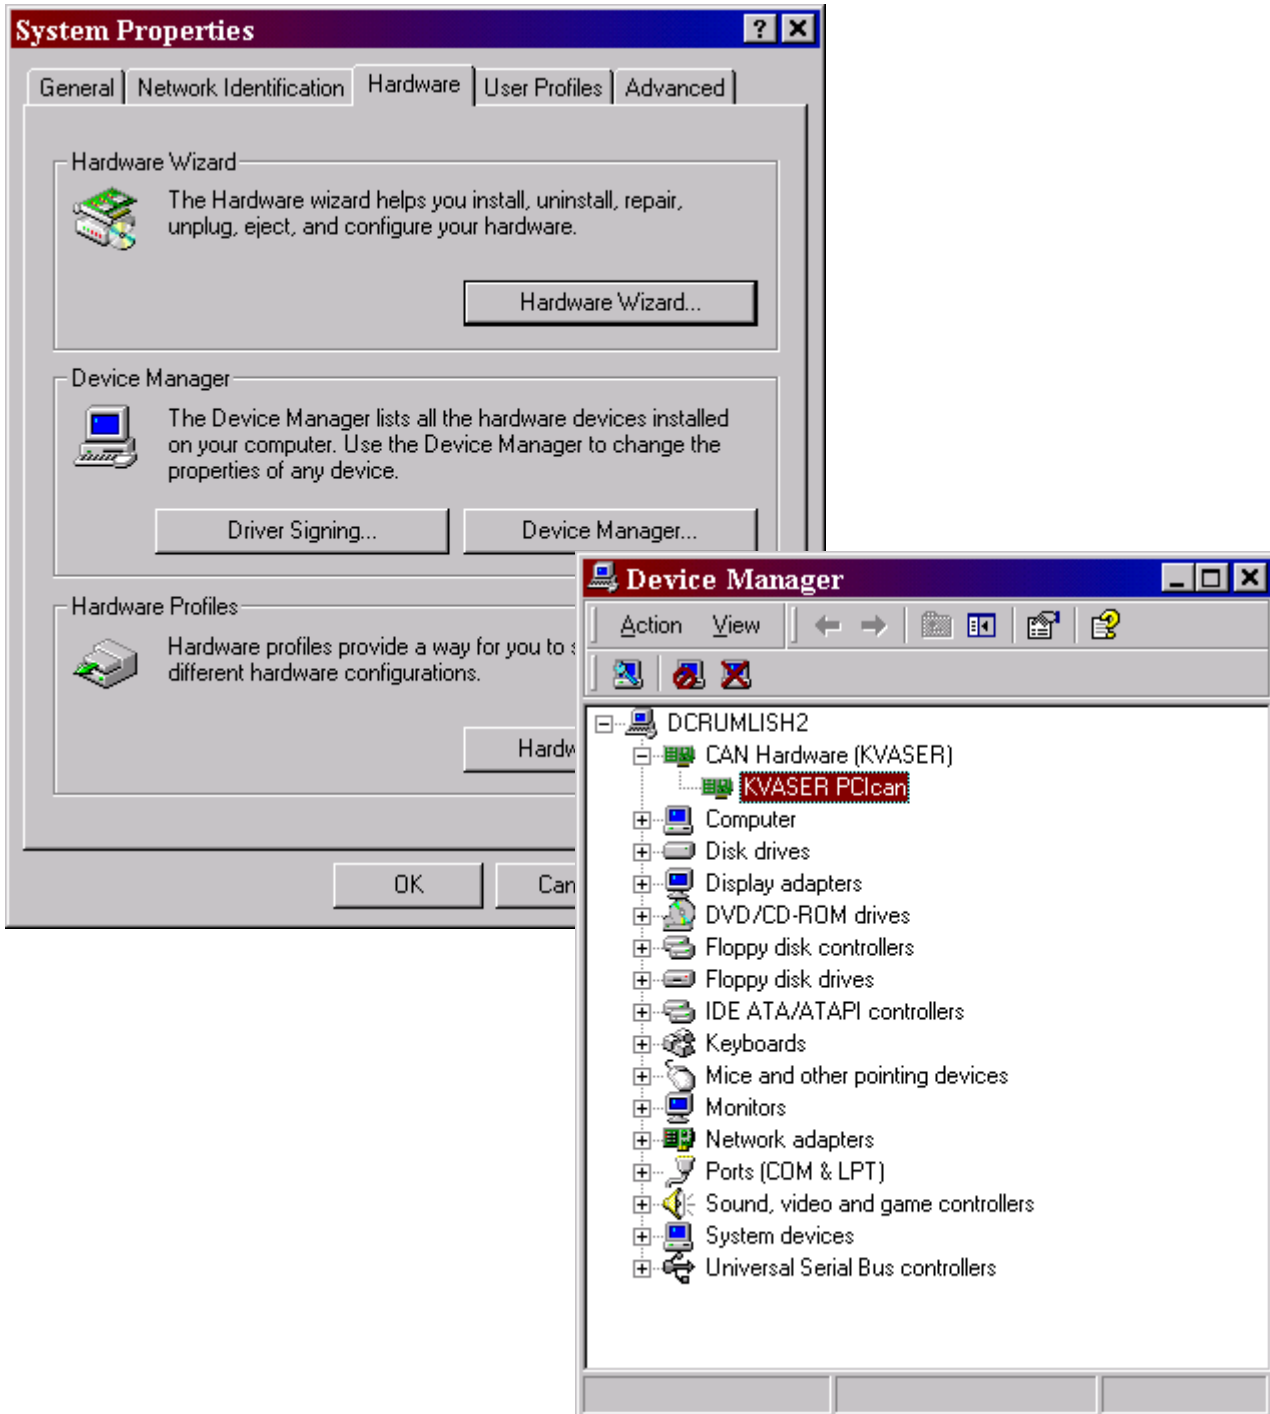 System Properties
General
Network Identification
Hardware
User Profiles
Advanced
Hardware Wizard
The Hardware wizard helps you install, uninstall, repair,
unplug, eject, and configure your hardware.
Hardware Wizard...
Device Manager
The Device Manager lists all the hardware devices installed
on your computer. Use the Device Manager to change the
properties of any device.
Driver Signing...
Device Manager...
Hardware Profiles
Hardware profiles provide a way for you to s
different hardware configurations.
Hardw
OK
Can
Device Manager
Action View
DCRUMLISH2
CAN Hardware (KVASER)
KVASER PCIcan
Computer
Disk drives
Display adapters
DVD/CD-ROM drives
Floppy disk controllers
Floppy disk drives
IDE ATA/ATAPI controllers
Keyboards
Mice and other pointing devices
Monitors
Network adapters
Ports (COM & LPT)
Sound, video and game controllers
System devices
Universal Serial Bus controllers